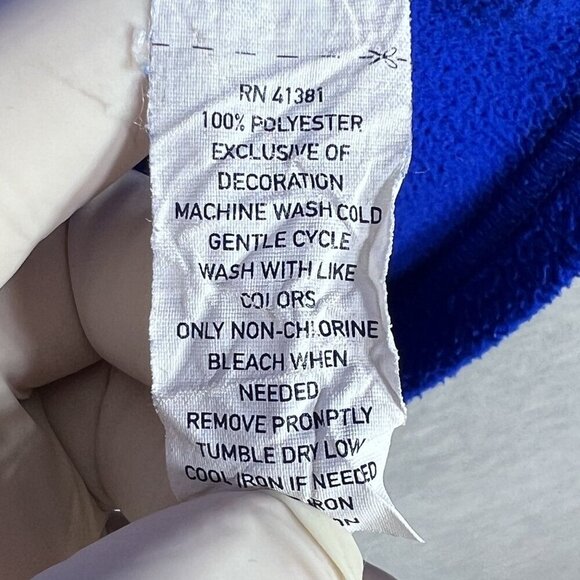 RN 41381
100% POLYESTER
EXCLUSIVE OF
DECORATION
MACHINE WASH COLD
GENTLE CYCLE
WASH WITH LIKE
COLORS
ONLY NON-CHLORINE
BLEACH WHEN
NEEDED
REMOVE PROMPTLY
TUMBLE DRY LOW
COOL IRON IF NEEDED
IRON